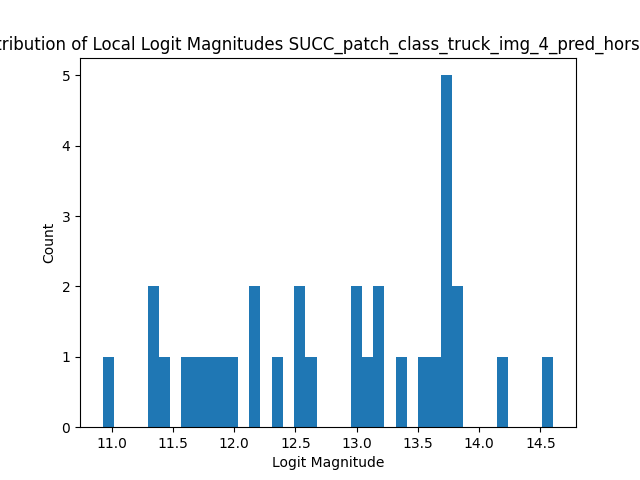 tribution of Local Logit Magnitudes SUCC_patch_class_truck_img_4_pred_hors
5
4
3
2
1
0
Count
11.0 11.5 12.0 12.5 13.0 13.5 14.0 14.5
Logit Magnitude